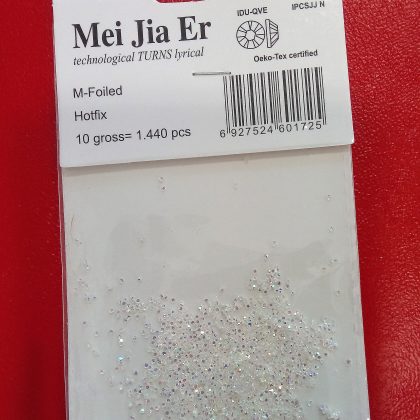 IDU-QVE IPCSJJ N
Mei Jia Er
technological TURNS lyrical
Oeko-Tex certified
M-Foiled
Hotfix
10 gross= 1.440 pcs
6 927524 601725